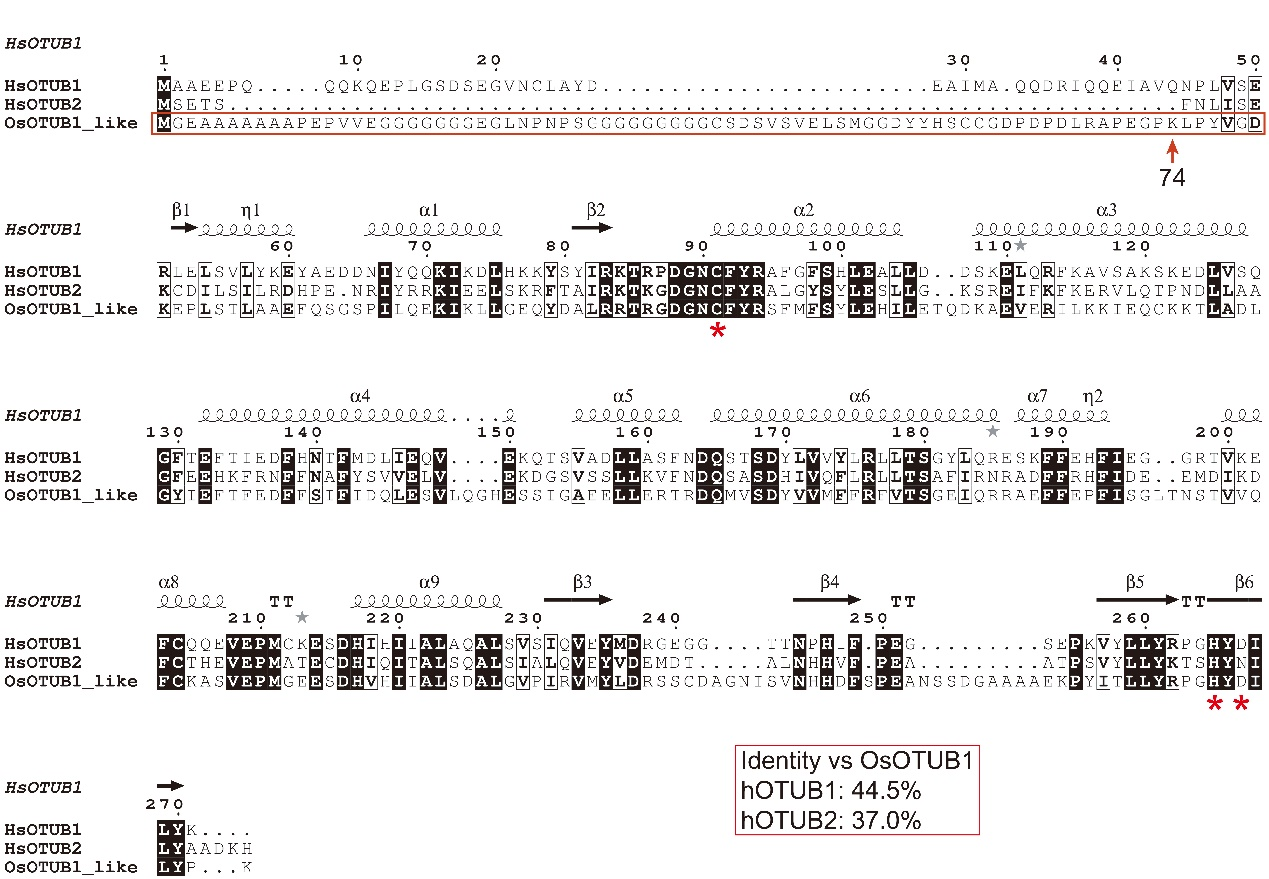 HsOTUB1
1 10 20 30 40 50
HsOTUB1 MAAEEPQ.....QQKQEPLGSDSEGVNCLAYD........................EAIMA.QQDRIQQEIAVQNPLVSE
HsOTUB2 MSETS.....................................................................FNLISE
OsOTUB1_like MGEAAAAAAAPEPVVEGGGGGGGEGLNPNPSCGGGGGGGGCSDSVSVELSMGGDYYHSCCGDPDPDLRAPEGPKLPYVGD
74
β1 η1 α1 β2 α2 α3
HsOTUB1
60 70 80 90 100 110 120
HsOTUB1 RLELSVLYKEYAEDDNIYQQKIKDLHKKYSYIRKTRPDGNCFYRAFGFSHLEALLD..DSKELQRFKAVSAKSKEDLVSQ
HsOTUB2 KCDILSILRDHPE.NRIYRRKIEELSKRFTAIRKTKGDGNCFYRALGYSYLESLLG..KSREIFKFKERVLQTPNDLLAA
OsOTUB1_like KEPLSTLAAEFQSGSPILQEKIKLLGEQYDALRRTRGDGNCFYRSFMFSYLEHILETQDKAEVERILKKIEQCKKTLADL
*
α4 α5 α6 α7 η2
HsOTUB1
130 140 150 160 170 180 190 200
HsOTUB1 GFTEFTIEDFHNTFMDLIEQV....EKQTSVADLLASFNDQSTSDYLVVYLRLLTSGYLQRESKFFEHFIEG..GRTVKE
HsOTUB2 GFEEHKFRNFFNAFYSVVELV....EKDGSVSSLLKVFNDQSASDHIVQFLRLLTSAFIRNRADFFRHFIDE..EMDIKD
OsOTUB1_like GYTEFTFEDFFSIFIDQLESVLQGHESSIGAEELLERTRDQMVSDYVVMFFRFVTSGEIQRRAEFFEPFISGLTNSTVVQ
α8 α9 β3 β4 β5 β6
HsOTUB1 TT TT TT
210 220 230 240 250 260
HsOTUB1 FCQQEVEPMCKESDHIHIIALAQALSVSIQVEYMDRGEGG....TTNPHIF.PEG.........SEPKVYLLYRPGHYDI
HsOTUB2 FCTHEVEPMATECDHIQITALSQALSIALQVEYVDEMDT.....ALNHHVF.PEA.........ATPSVYLLYKTSHYNI
OsOTUB1_like FCKASVEPMGEESDHVHIIALSDALGVPIRVMYLDRSSCDAGNISVNHHDFSPEANSSDGAAAAEKPYITLLYRPGHYDI
* *
Identity vs OsOTUB1
hOTUB1: 44.5%
hOTUB2: 37.0%
HsOTUB1
270
HsOTUB1 LYK....
HsOTUB2 LYAADKH
OsOTUB1_like LYP...K